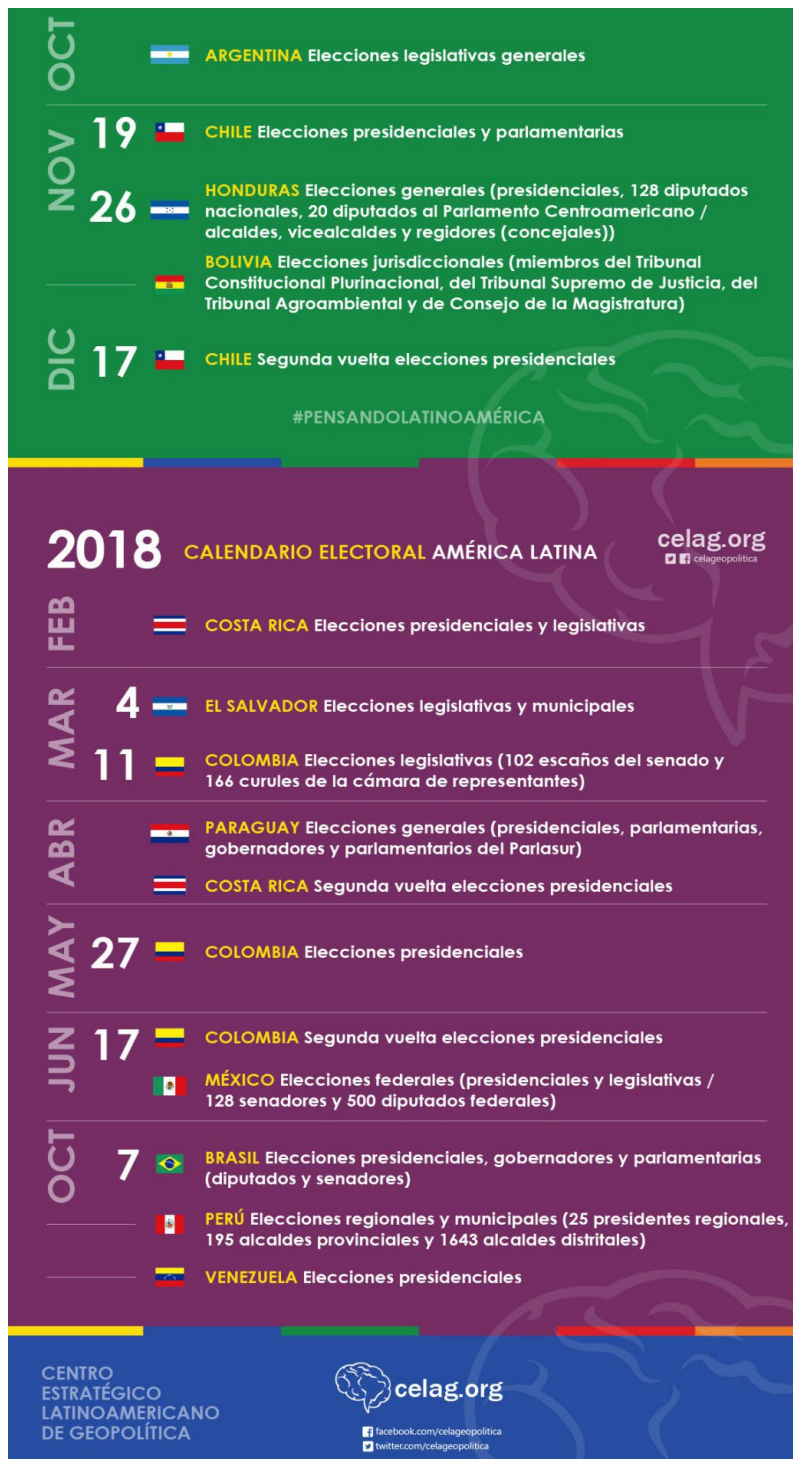 OCT
ARGENTINA Elecciones legislativas generales
NOV
19 CHILE Elecciones presidenciales y parlamentarias
26 HONDURAS Elecciones generales (presidenciales, 128 diputados
nacionales, 20 diputados al Parlamento Centroamericano /
alcaldes, vicealcaldes y regidores (concejales))
BOLIVIA Elecciones jurisdiccionales (miembros del Tribunal
Constitucional Plurinacional, del Tribunal Supremo de Justicia, del
Tribunal Agroambiental y de Consejo de la Magistratura)
DIC
17 CHILE Segunda vuelta elecciones presidenciales
#PENSANDOLATINOAMÉRICA
2018 CALENDARIO ELECTORAL AMÉRICA LATINA
celag.org
celageopolitica
FEB
COSTA RICA Elecciones presidenciales y legislativas
MAR
4 EL SALVADOR Elecciones legislativas y municipales
11 COLOMBIA Elecciones legislativas (102 escaños del senado y
166 curules de la cámara de representantes)
ABR
PARAGUAY Elecciones generales (presidenciales, parlamentarias,
gobernadores y parlamentarios del Parlasur)
COSTA RICA Segunda vuelta elecciones presidenciales
MAY
27 COLOMBIA Elecciones presidenciales
JUN
17 COLOMBIA Segunda vuelta elecciones presidenciales
MÉXICO Elecciones federales (presidenciales y legislativas /
128 senadores y 500 diputados federales)
OCT
7 BRASIL Elecciones presidenciales, gobernadores y parlamentarias
(diputados y senadores)
PERÚ Elecciones regionales y municipales (25 presidentes regionales,
195 alcaldes provinciales y 1643 alcaldes distritales)
VENEZUELA Elecciones presidenciales
CENTRO
ESTRATÉGICO
LATINOAMERICANO
DE GEOPOLÍTICA
celag.org
facebook.com/celageopolitica
twitter.com/celageopolitica